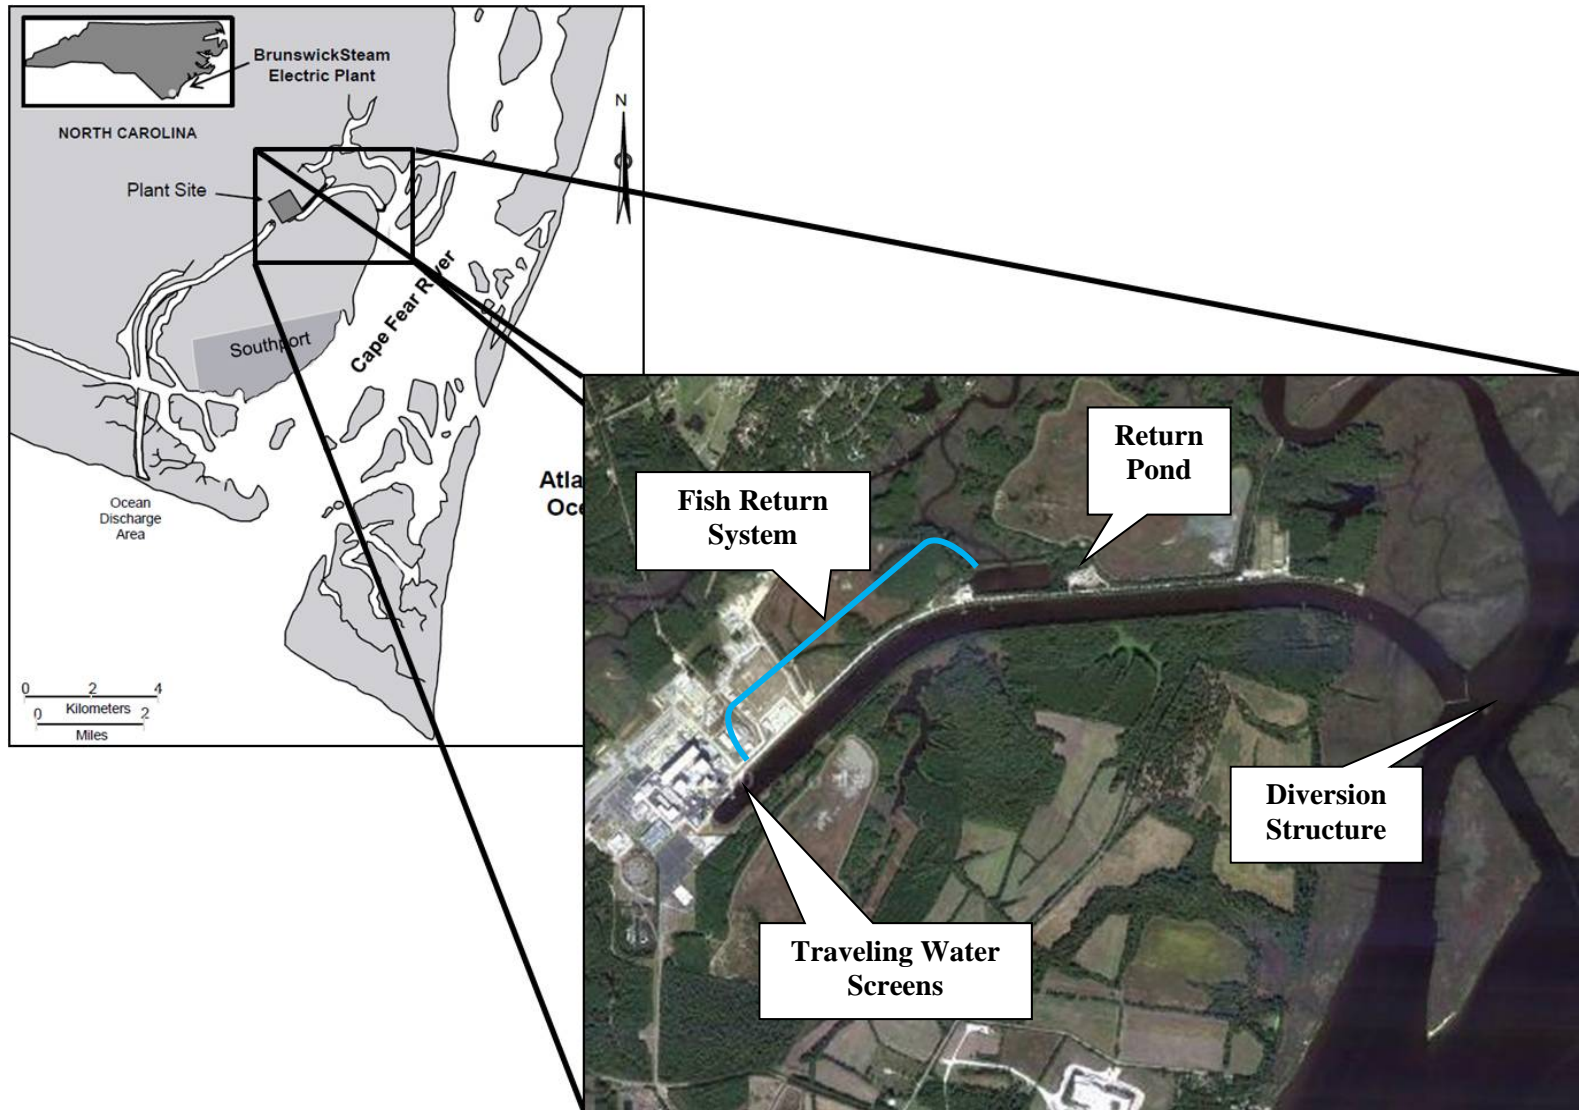 BrunswickSteam
Electric Plant
NORTH CAROLINA
N
Plant Site
Cape Fear River
Southport
Atla
Oce
Ocean
Discharge
Area
0 2 4
Kilometers
0 2
Miles
Return
Pond
Fish Return
System
Diversion
Structure
Traveling Water
Screens